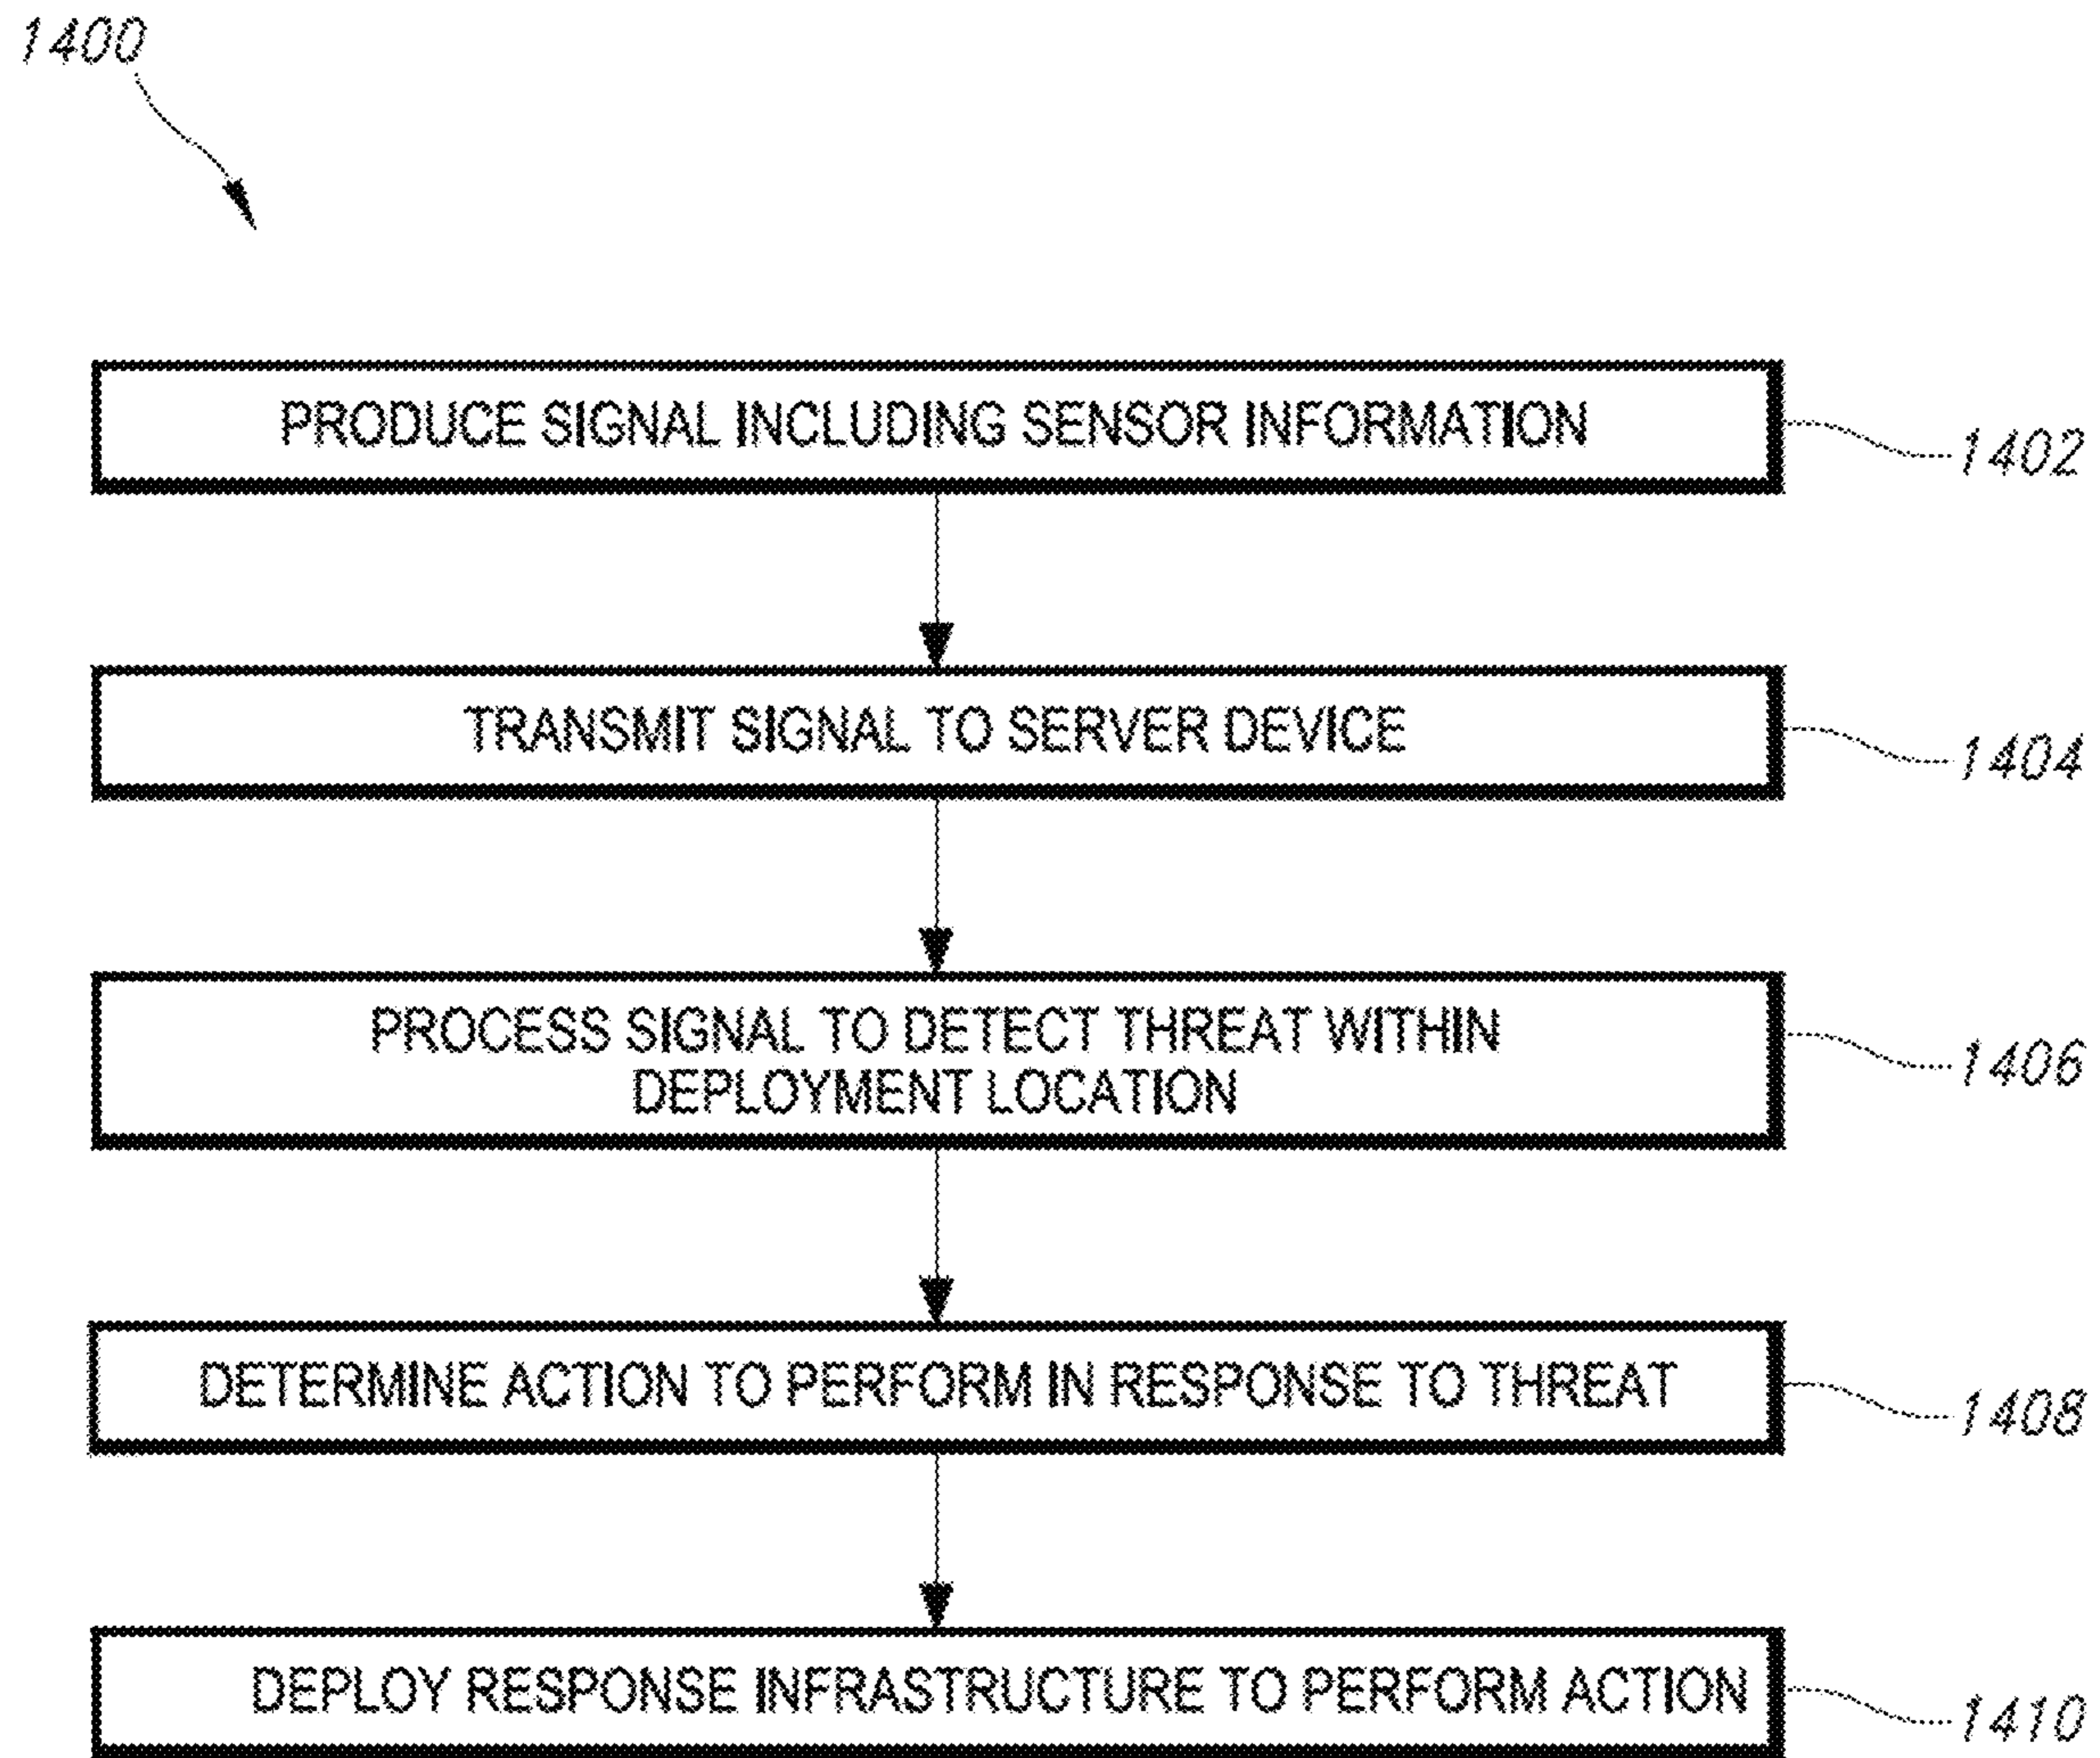 1400
PRODUCE SIGNAL INCLUDING SENSOR INFORMATION
1402
TRANSMIT SIGNAL TO SERVER DEVICE
1404
PROCESS SIGNAL TO DETECT THREAT WITHIN
DEPLOYMENT LOCATION
1406
DETERMINE ACTION TO PERFORM IN RESPONSE TO THREAT
1408
DEPLOY RESPONSE INFRASTRUCTURE TO PERFORM ACTION
1410